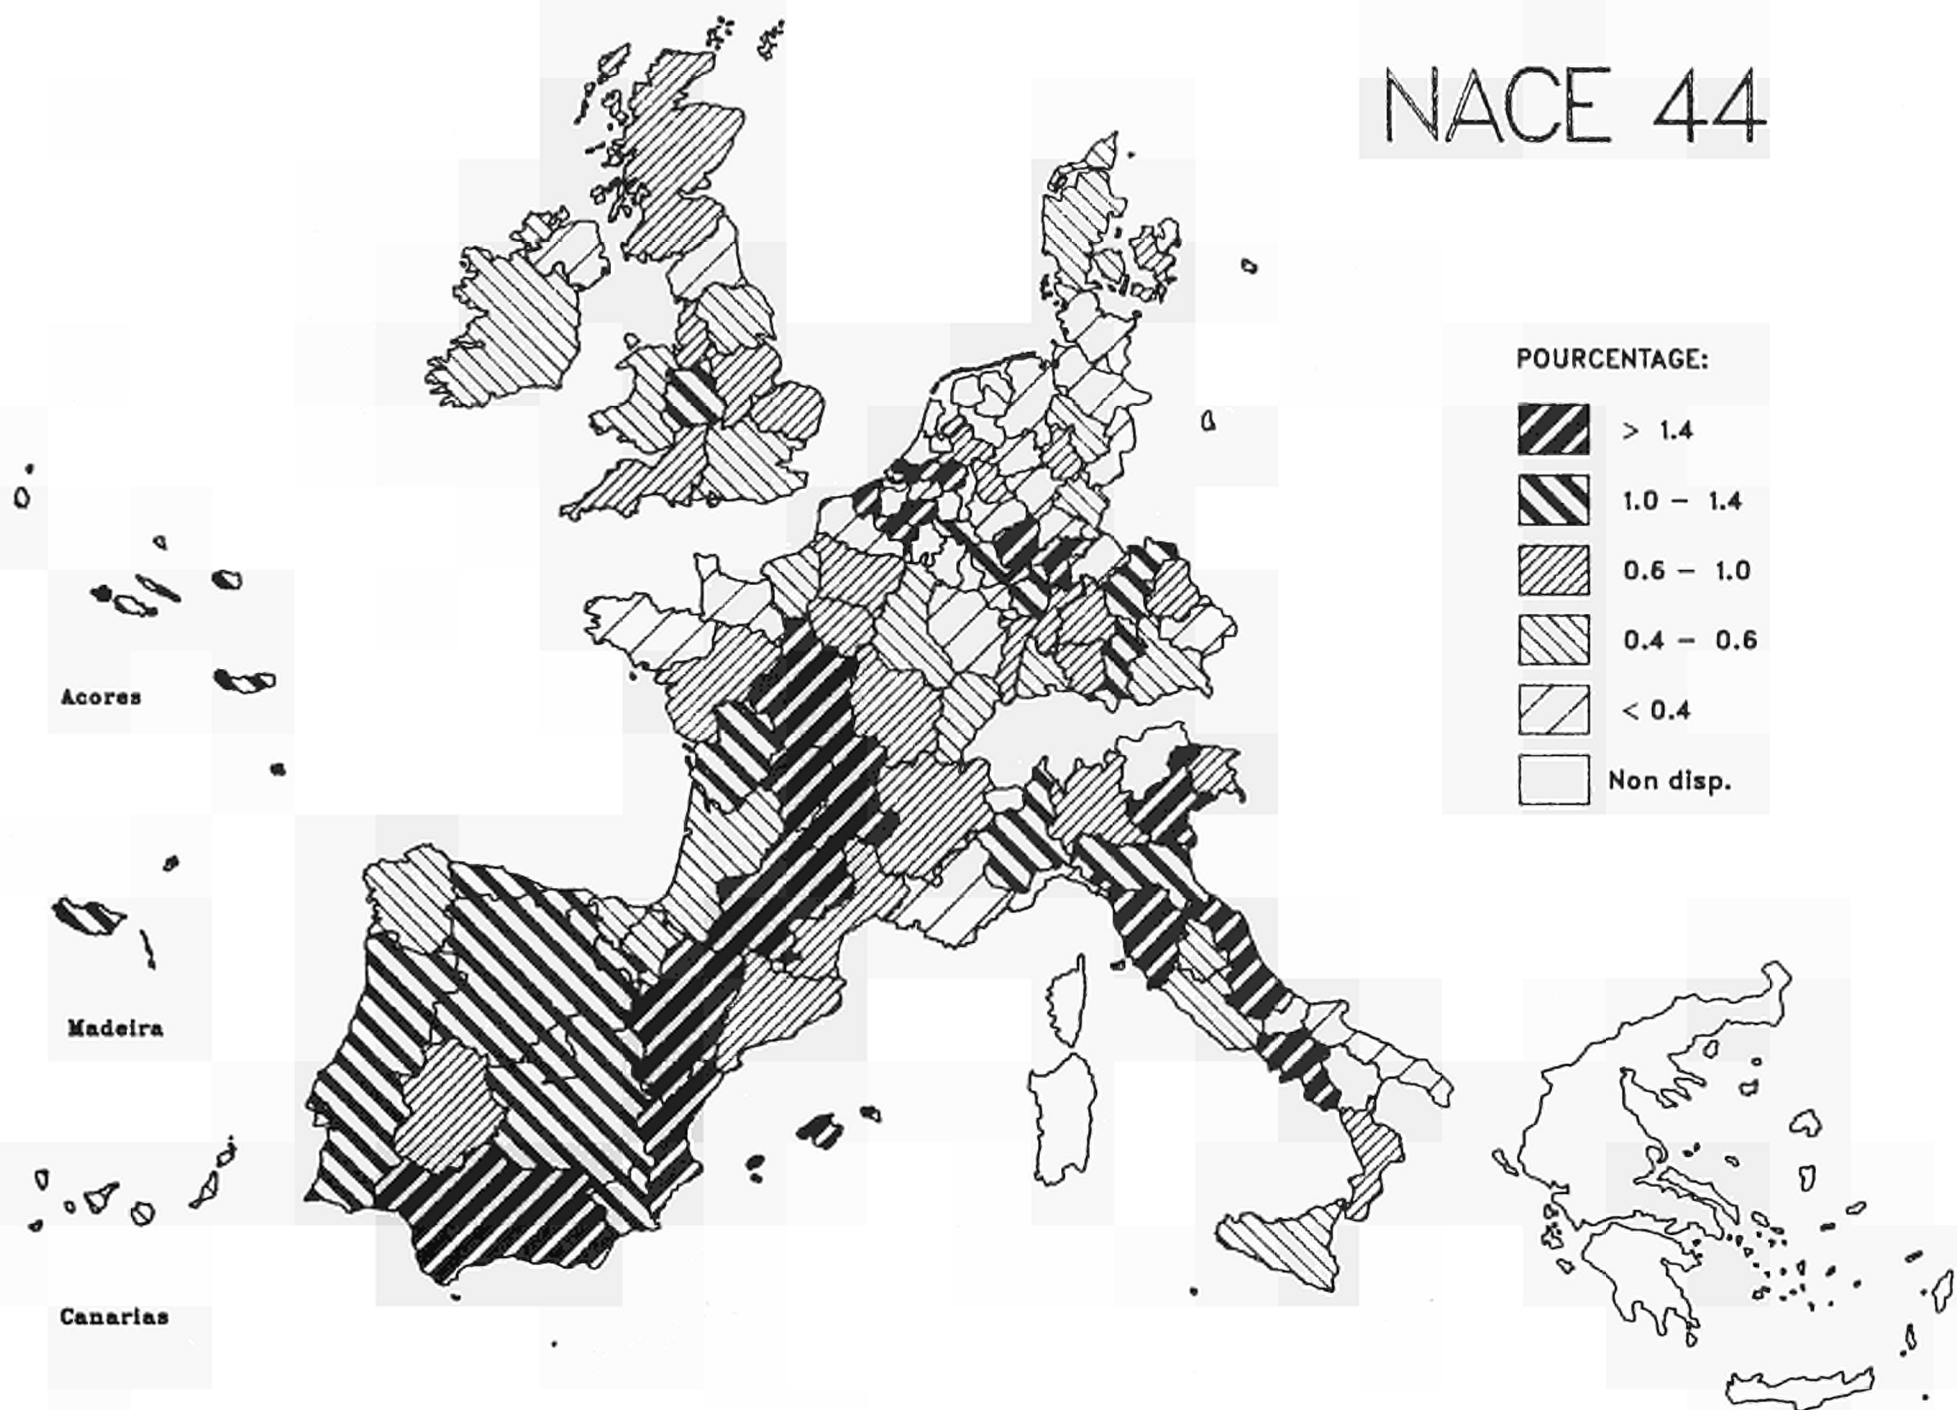 NACE 44
POURCENTAGE:
> 1.4
1.0 - 1.4
0.6 - 1.0
0.4 - 0.6
< 0.4
Non disp.
Acores
Madeira
Canarias